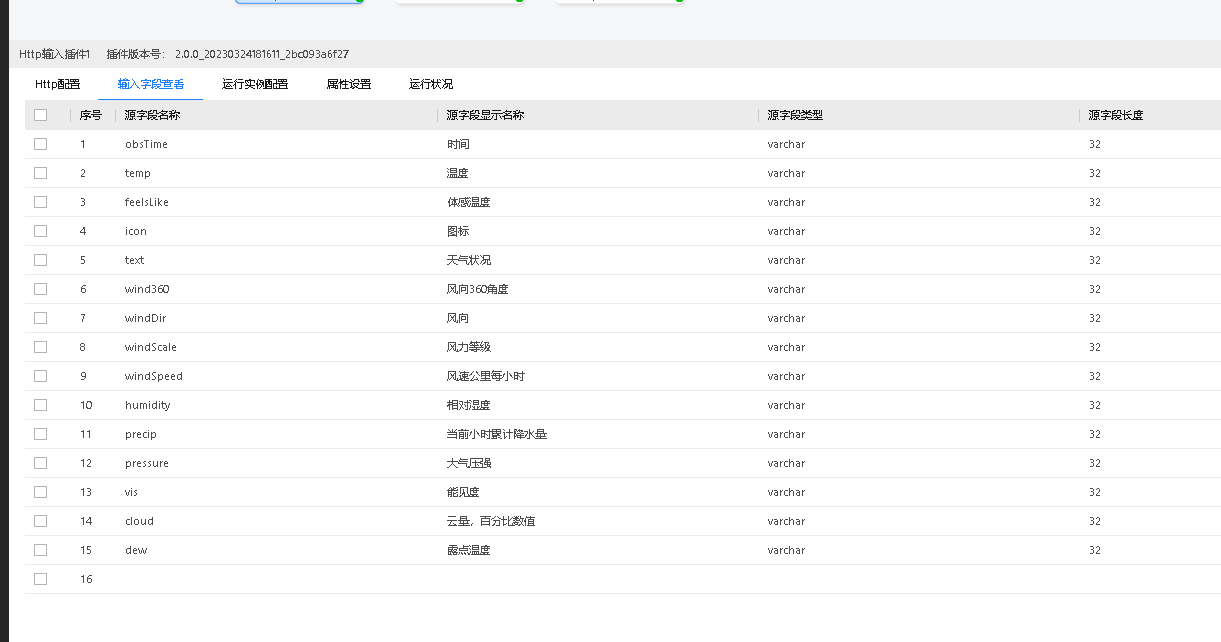 Http输入插件1 插件版本号： 2.0.0_20230324181611_2bc093a6f27
Http配置 输入字段查看 运行实例配置 属性设置 运行状况
序号 源字段名称 源字段显示名称 源字段类型 源字段长度
1 obsTime 时间 varchar 32
2 temp 温度 varchar 32
3 feelsLike 体感温度 varchar 32
4 icon 图标 varchar 32
5 text 天气状况 varchar 32
6 wind360 风向360角度 varchar 32
7 windDir 风向 varchar 32
8 windScale 风力等级 varchar 32
9 windSpeed 风速公里每小时 varchar 32
10 humidity 相对湿度 varchar 32
11 precip 当前小时累计降水量 varchar 32
12 pressure 大气压强 varchar 32
13 vis 能见度 varchar 32
14 cloud 云量，百分比数值 varchar 32
15 dew 露点温度 varchar 32
16